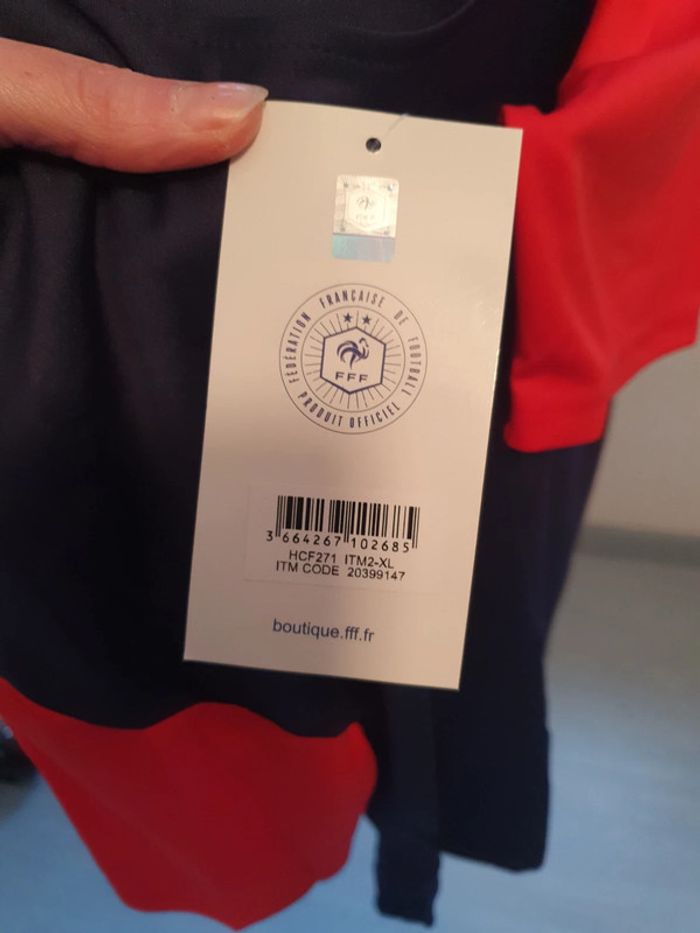 FÉDÉRATION FRANÇAISE DE FOOTBALL
FFF
PRODUIT OFFICIEL
3 664267 102685
HCF271 ITM2-XL
ITM CODE 20399147
boutique.fff.fr